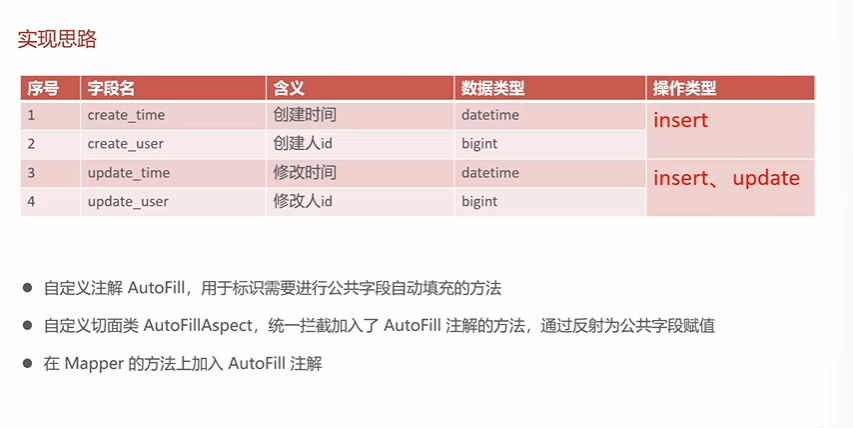 实现思路
序号 字段名 含义 数据类型 操作类型
1 create_time 创建时间 datetime insert
2 create_user 创建人id bigint
3 update_time 修改时间 datetime insert、update
4 update_user 修改人id bigint
● 自定义注解 AutoFill，用于标识需要进行公共字段自动填充的方法
● 自定义切面类 AutoFillAspect，统一拦截加入了 AutoFill 注解的方法，通过反射为公共字段赋值
● 在 Mapper 的方法上加入 AutoFill 注解